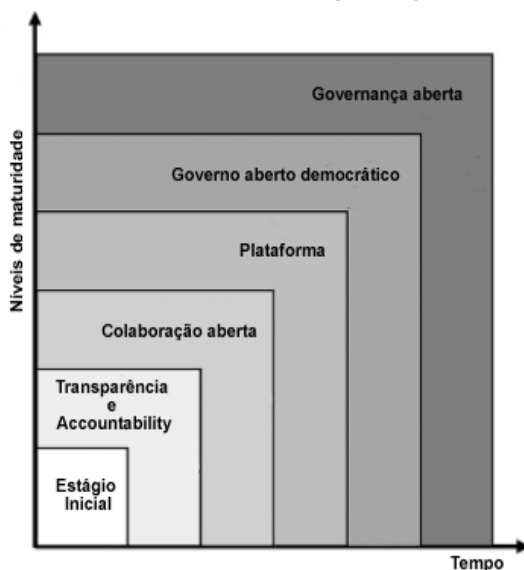 Níveis de maturidade
Governança aberta
Governo aberto democrático
Plataforma
Colaboração aberta
Transparência
e
Accountability
Estágio
Inicial
Tempo